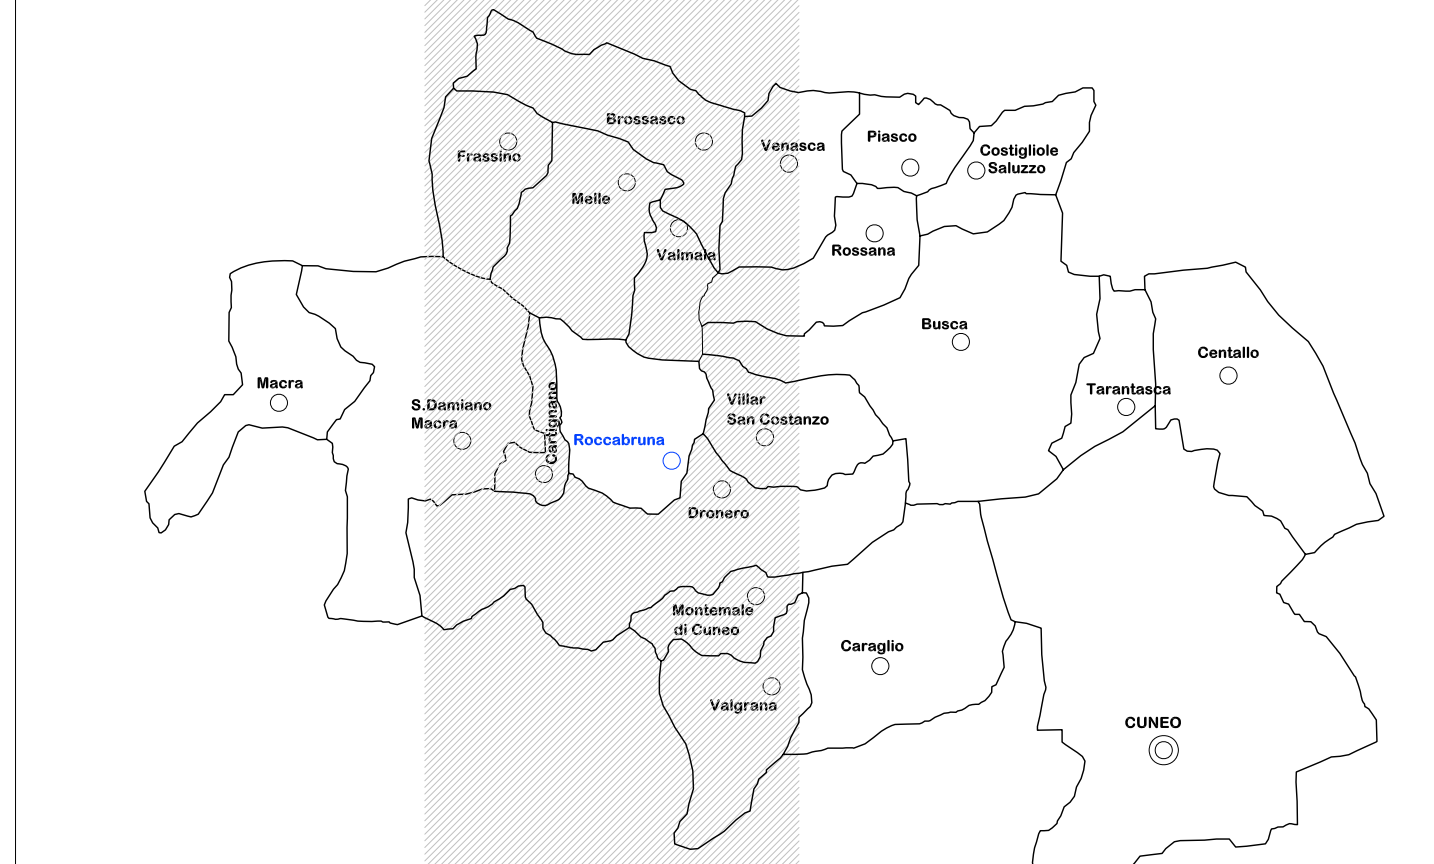 Brossasco
Frassino
Venasca
Piasco
Costigliole
Saluzzo
Melle
Valmala
Rossana
Busca
Centallo
Macra
Tarantasca
S.Damiano
Macra
Cartignano
Villar
San Costanzo
Roccabruna
Dronero
Montemale
di Cuneo
Caraglio
Valgrana
CUNEO